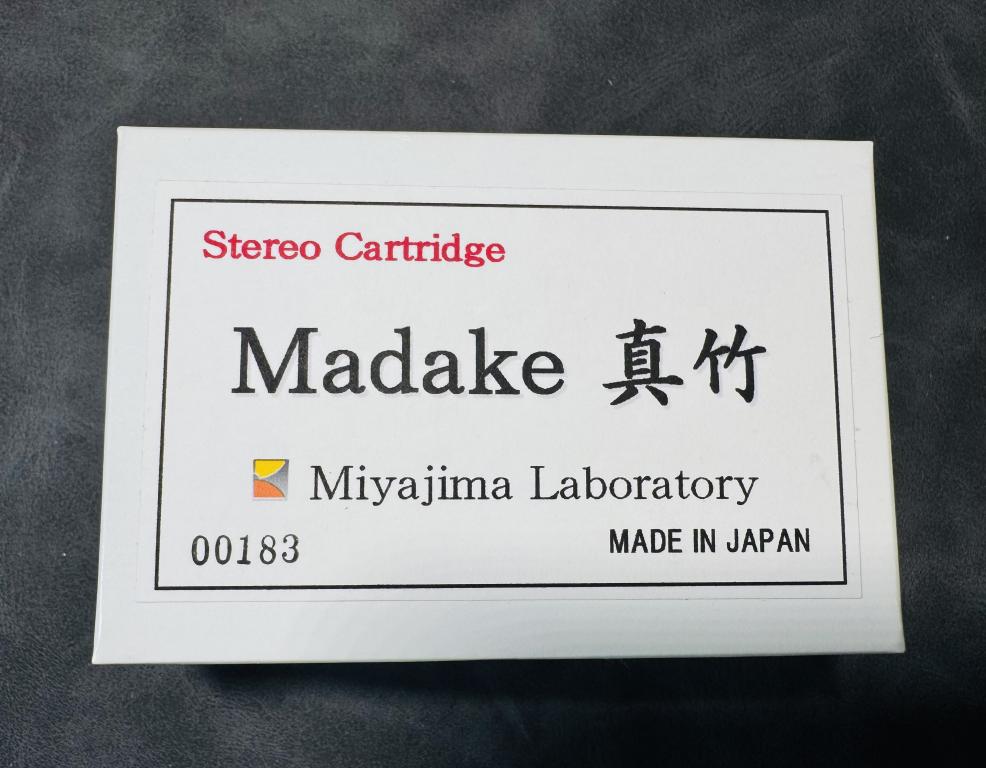 Stereo Cartridge
Madake 真竹
Miyajima Laboratory
00183 MADE IN JAPAN